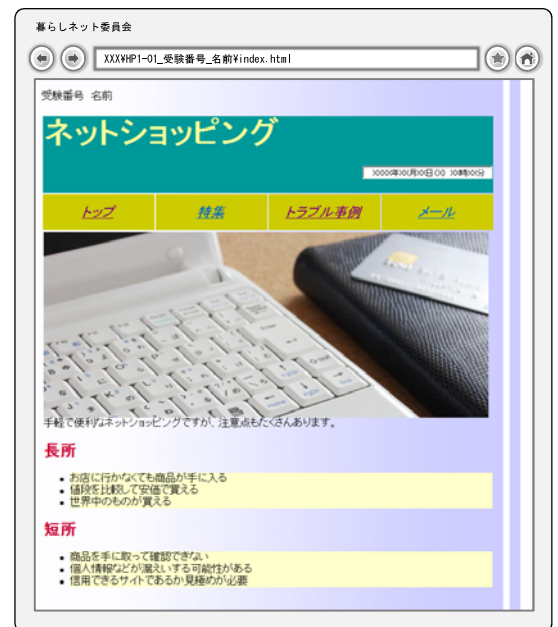 暮らしネット委員会
XXX¥HP1-01_受験番号_名前¥index.html
受験番号 名前
ネットショッピング
XXXX年XX月XX日(X) XX時XX分
トップ 特集 トラブル事例 メール
手軽で便利なネットショッピングですが、注意点もたくさんあります。
長所
お店に行かなくても商品が手に入る
値段を比較して安価で買える
世界中のものが買える
短所
商品を手に取って確認できない
個人情報などが漏えいする可能性がある
信用できるサイトであるか見極めが必要